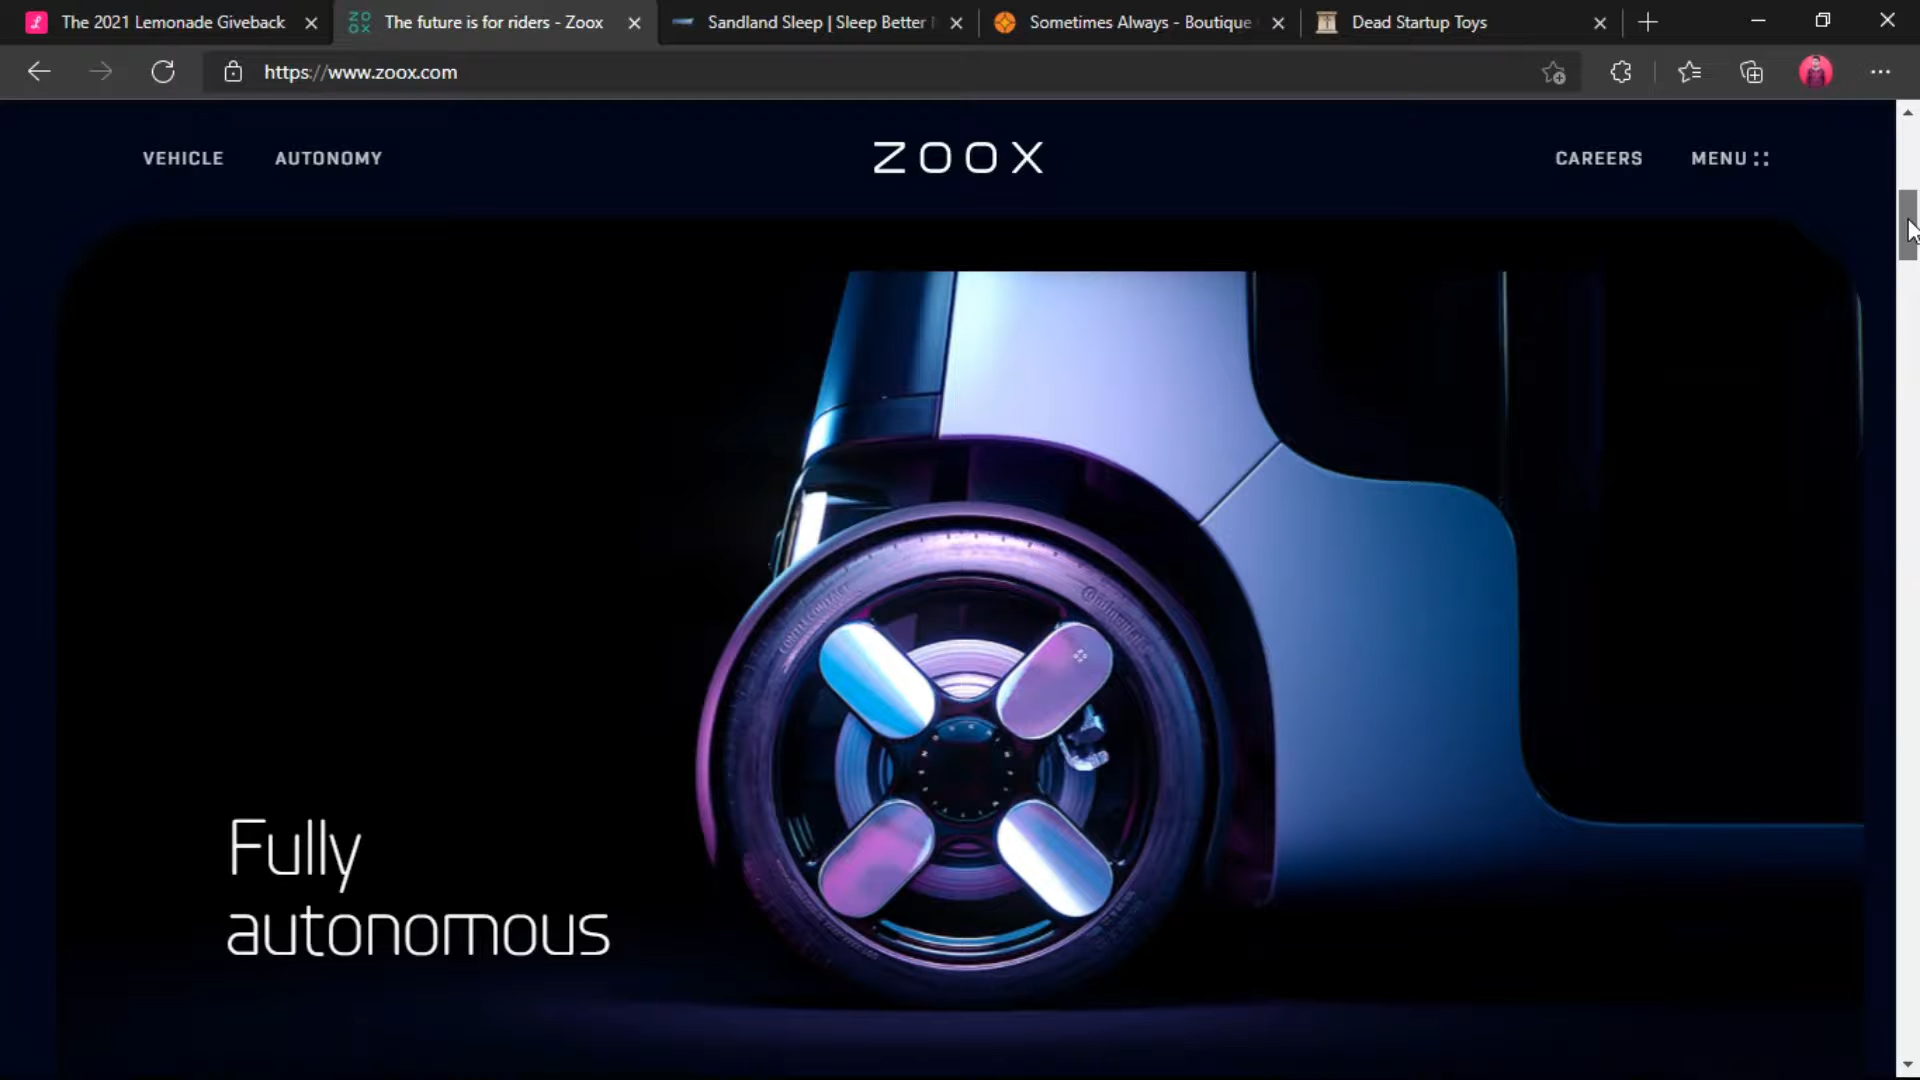 The 2021 Lemonade Giveback
The future is for riders - Zoox
Sandland Sleep | Sleep Better
Sometimes Always - Boutique
Dead Startup Toys
https://www.zoox.com
VEHICLE
AUTONOMY
ZOOX
CAREERS
MENU
Continental
Fully
autonomous